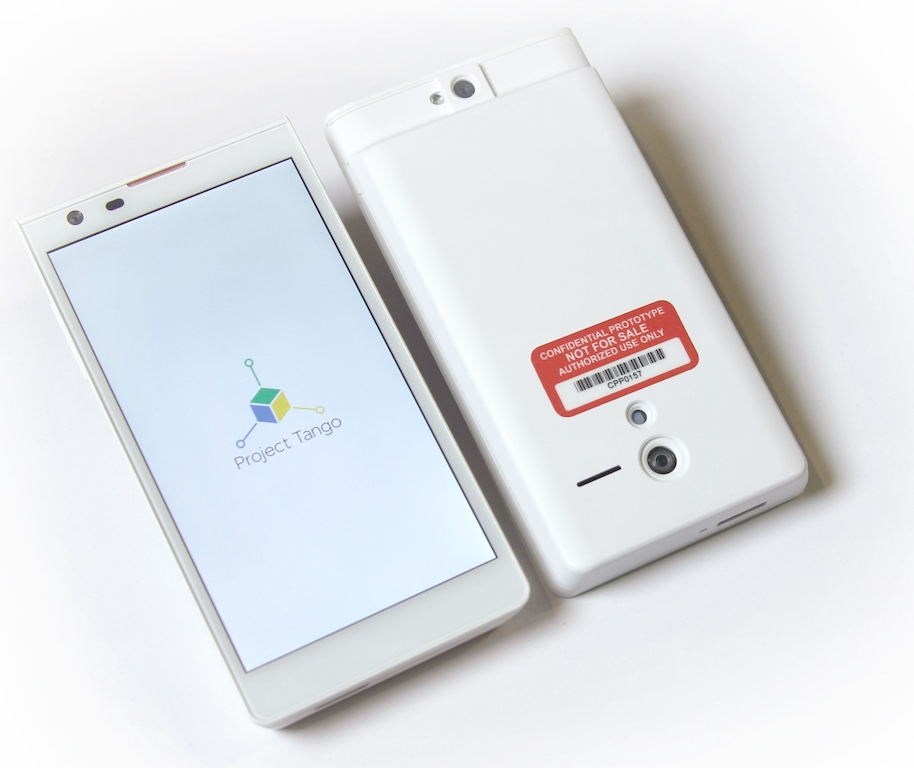 Project Tango
CONFIDENTIAL PROTOTYPE
NOT FOR SALE
AUTHORIZED USE ONLY
CPP0157